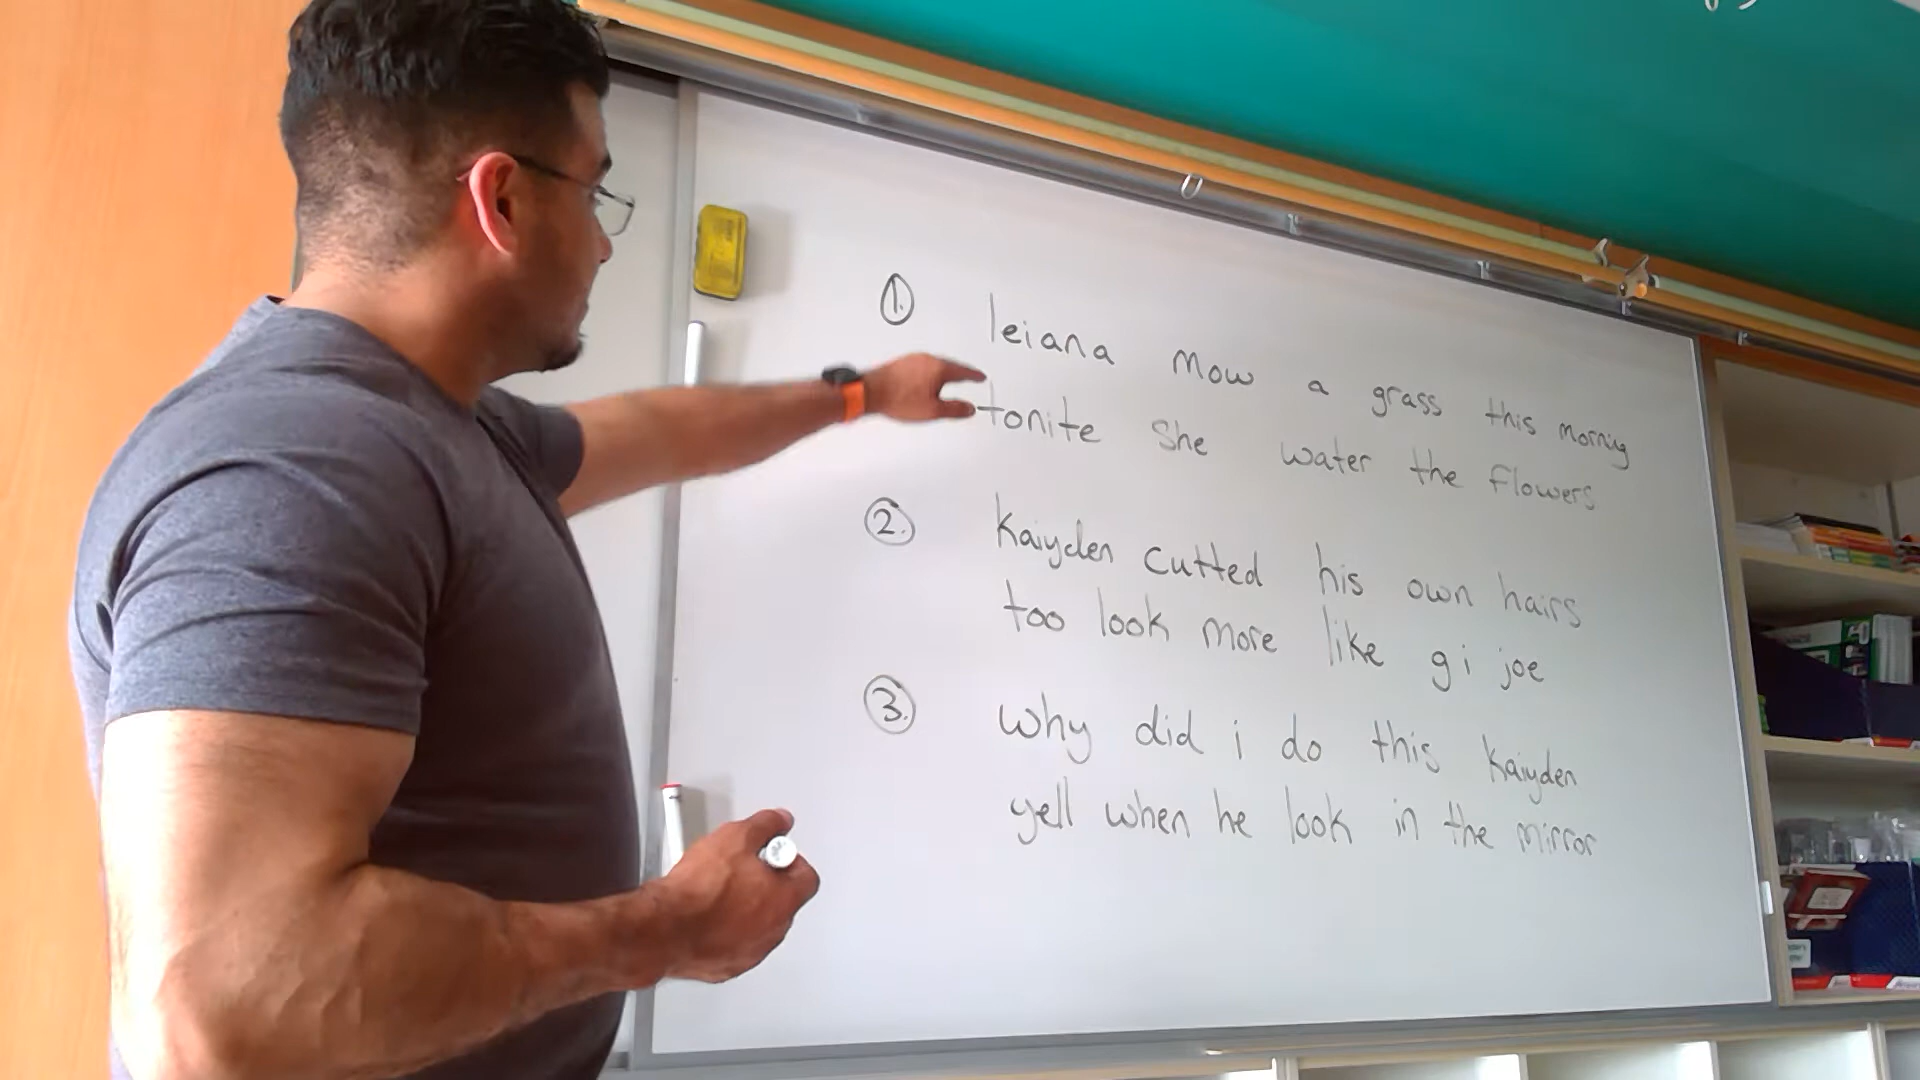 1. leiana mow a grass this morning
tonite she water the flowers
2. Kaiyden cutted his own hairs
too look more like g i joe
3. why did i do this Kaiyden
yell when he look in the mirror